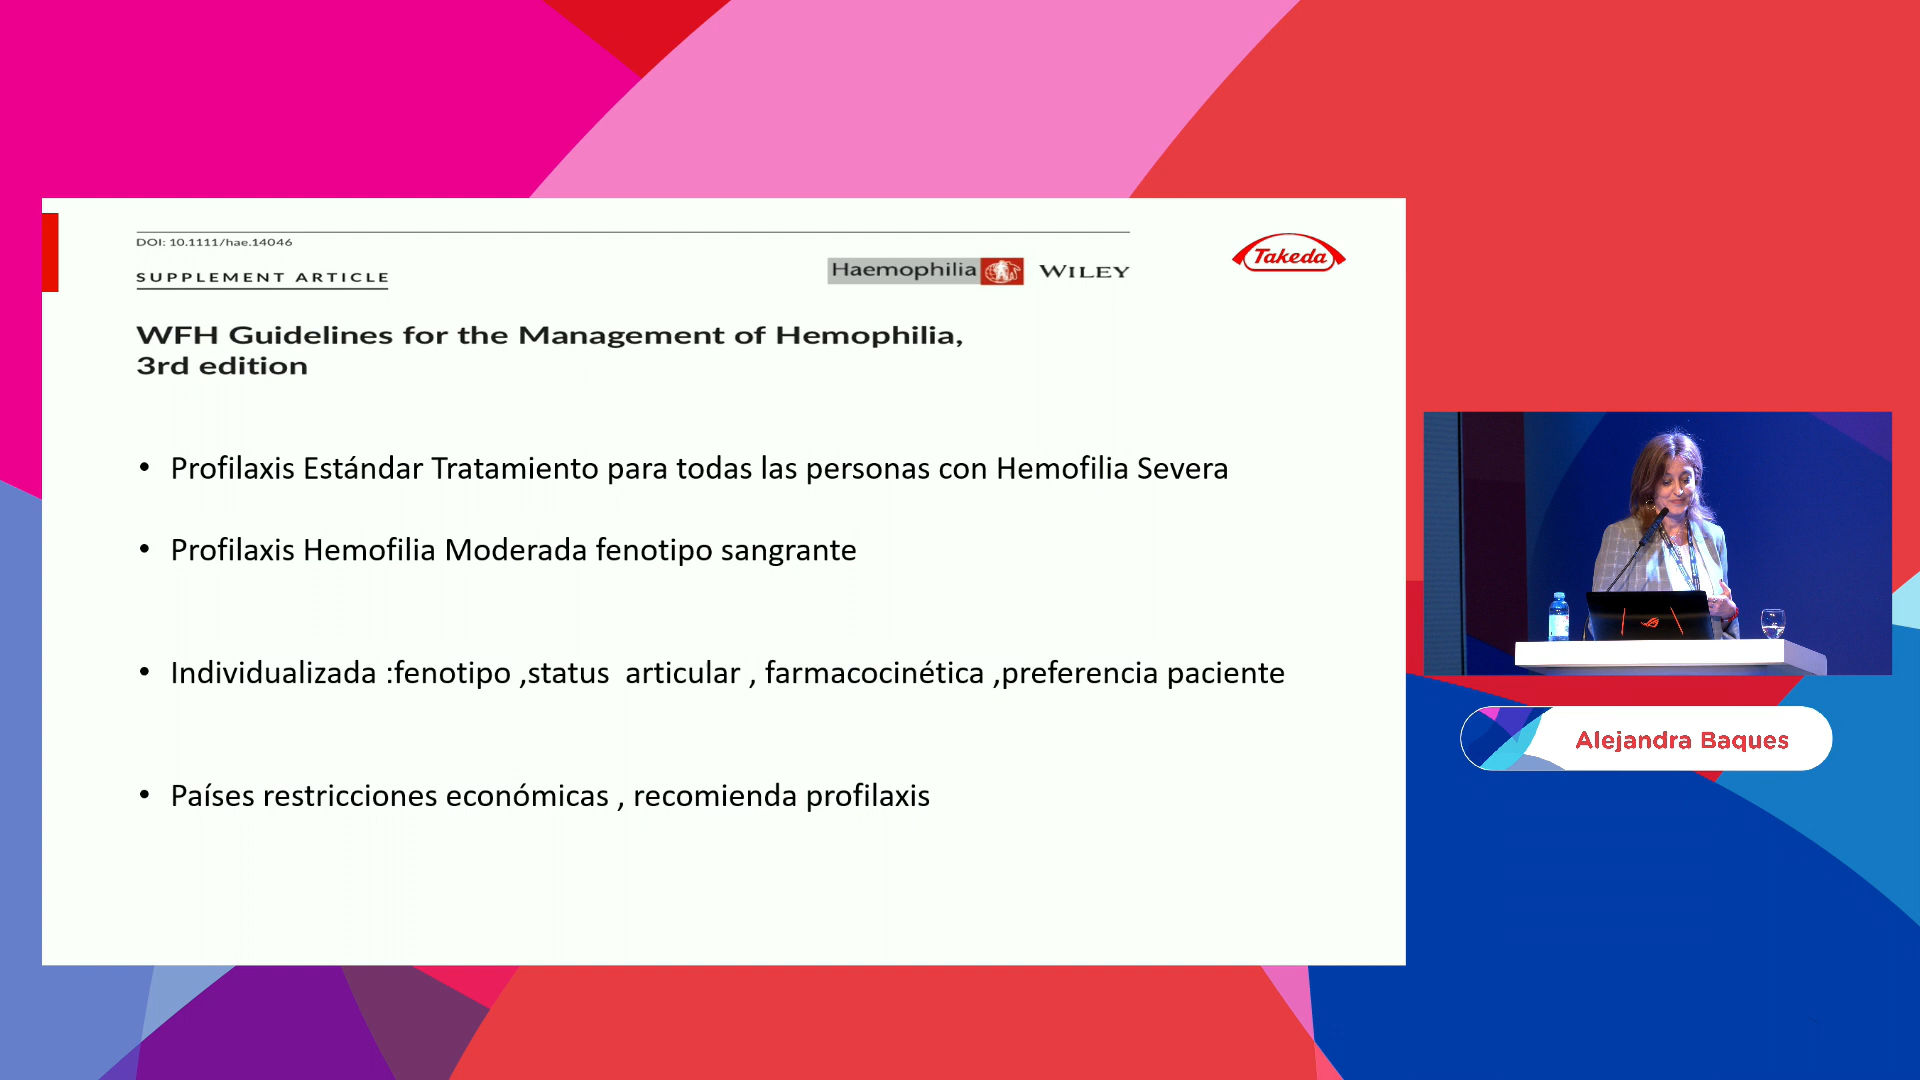 DOI: 10.1111/hae.14046
SUPPLEMENT ARTICLE
Haemophilia WILEY
Takeda
WFH Guidelines for the Management of Hemophilia,
3rd edition
• Profilaxis Estándar Tratamiento para todas las personas con Hemofilia Severa
• Profilaxis Hemofilia Moderada fenotipo sangrante
• Individualizada :fenotipo ,status articular , farmacocinética ,preferencia paciente
• Países restricciones económicas , recomienda profilaxis
Alejandra Baques